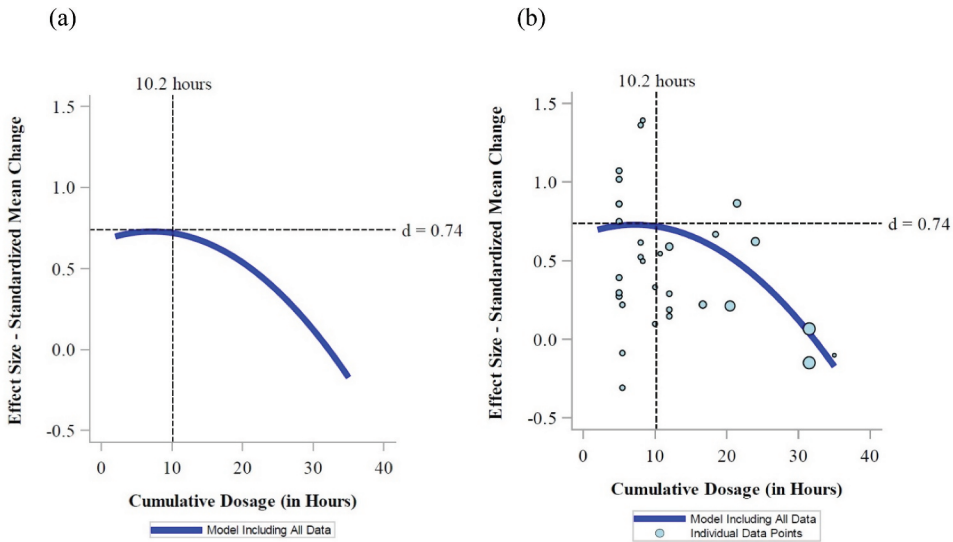 (a)
10.2 hours
1.5
1.0
0.5
0.0
-0.5
d = 0.74
Effect Size - Standardized Mean Change
0
10
20
30
40
Cumulative Dosage (in Hours)
Model Including All Data
(b)
10.2 hours
1.5
1.0
0.5
0.0
-0.5
d = 0.74
Effect Size - Standardized Mean Change
0
10
20
30
40
Cumulative Dosage (in Hours)
Model Including All Data
Individual Data Points